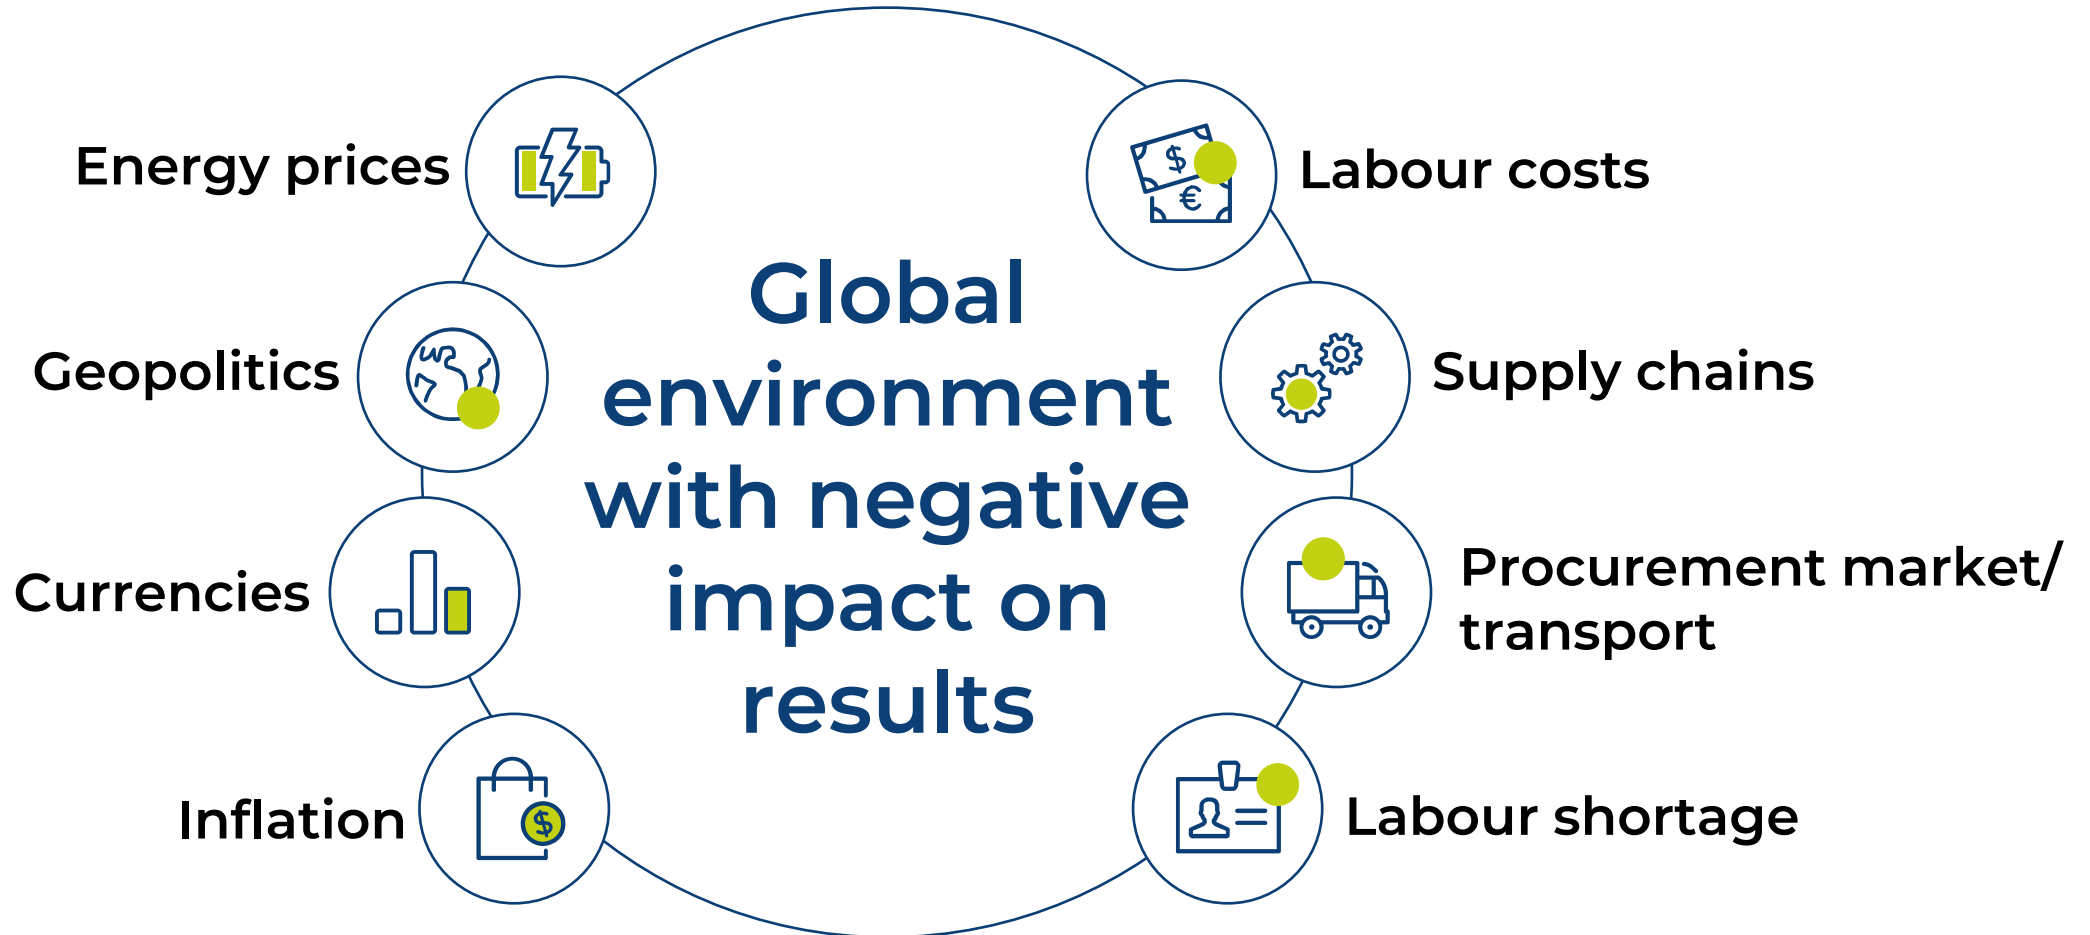 Energy prices
Geopolitics
Currencies
Inflation
Global
environment
with negative
impact on
results
$
€
Labour costs
Supply chains
Procurement market/
transport
Labour shortage
$